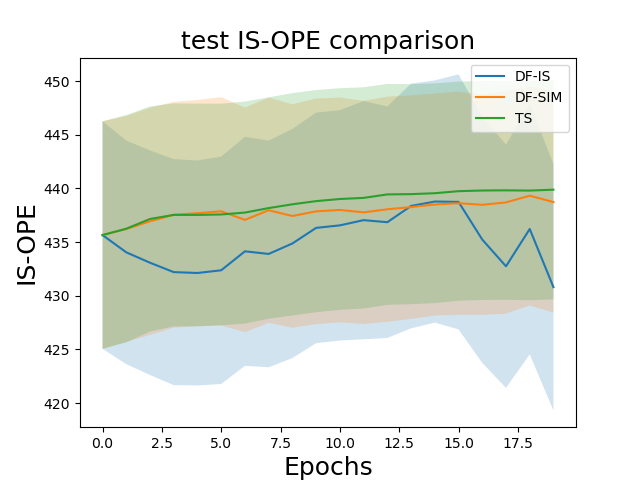 test IS-OPE comparison
IS-OPE
450
445
440
435
430
425
420
DF-IS
DF-SIM
TS
0.0 2.5 5.0 7.5 10.0 12.5 15.0 17.5
Epochs